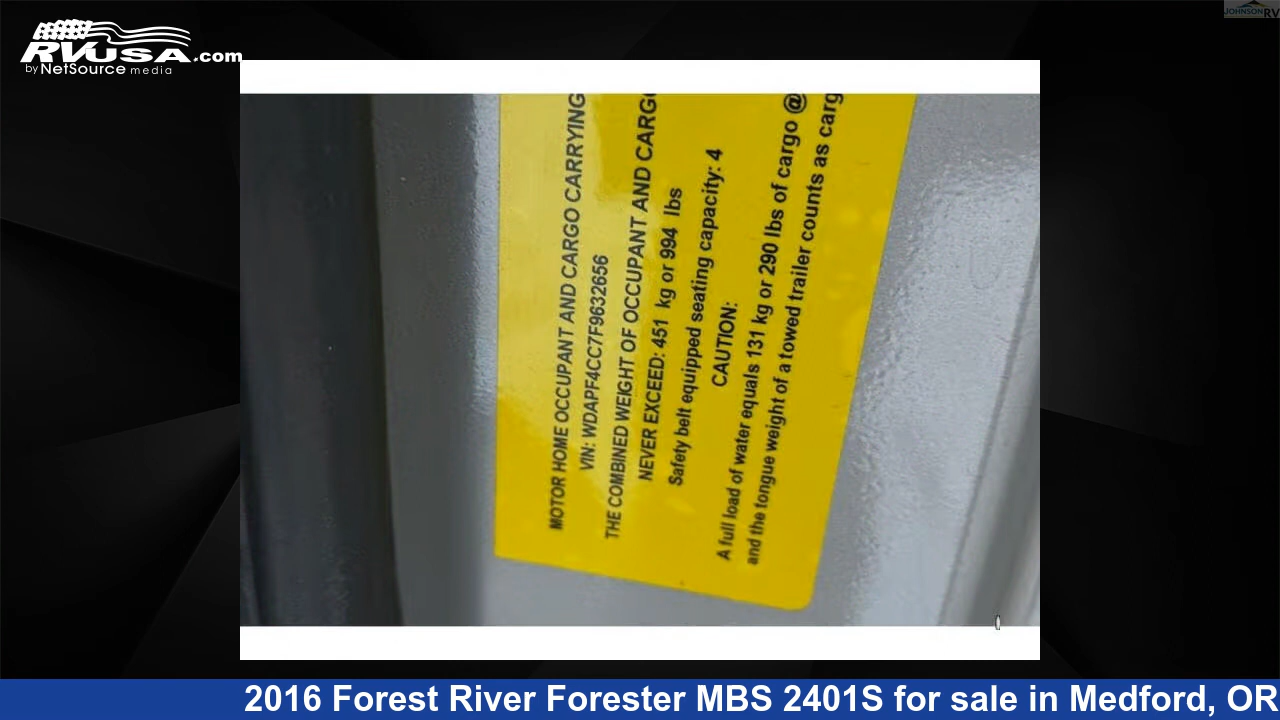 JOHNSON RV
RVUSA.com
by NetSource media
MOTOR HOME OCCUPANT AND CARGO CARRYING
VIN: WDAPF4CC7F9632656
THE COMBINED WEIGHT OF OCCUPANT AND CARG
NEVER EXCEED: 451 kg or 994 lbs
Safety belt equipped seating capacity: 4
CAUTION:
A full load of water equals 131 kg or 290 lbs of cargo @
and the tongue weight of a towed trailer counts as carg
2016 Forest River Forester MBS 2401S for sale in Medford, OR